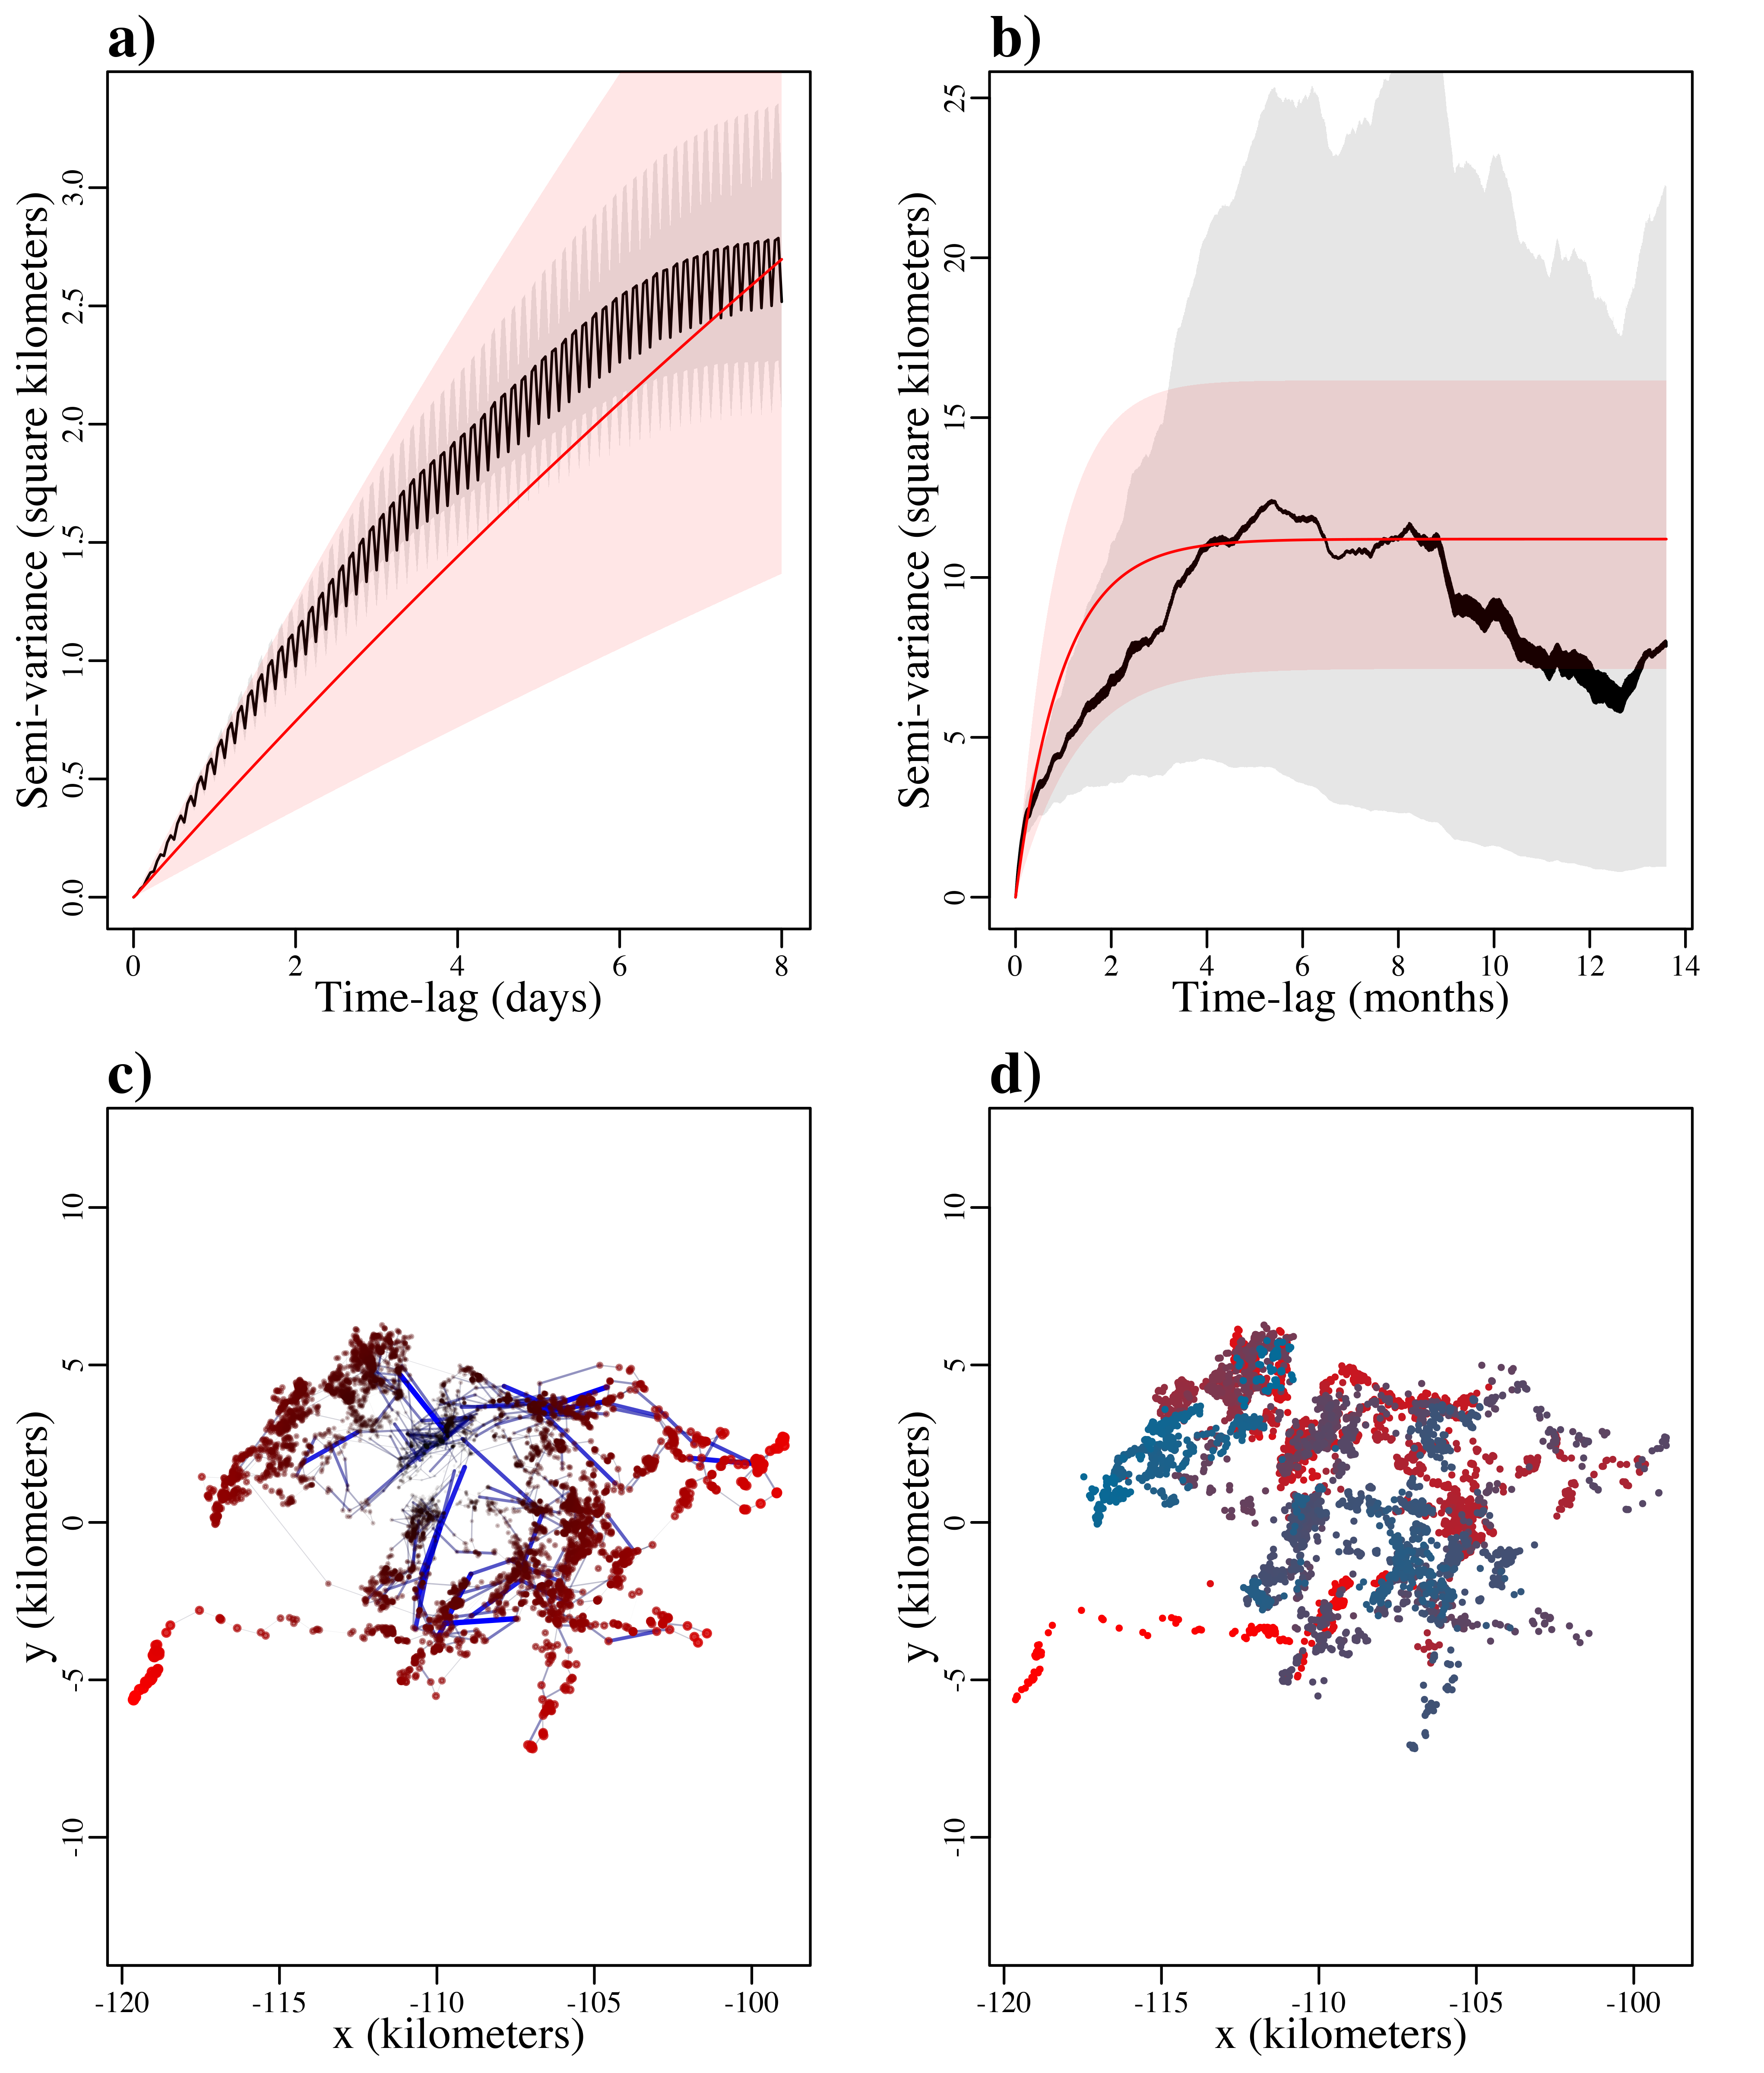 a)
Semi-variance (square kilometers)
3.0
2.5
2.0
1.5
1.0
0.5
0.0
0 2 4 6 8
Time-lag (days)
b)
Semi-variance (square kilometers)
25
20
15
10
5
0
0 2 4 6 8 10 12 14
Time-lag (months)
c)
y (kilometers)
10
5
0
-5
-10
-120 -115 -110 -105 -100
x (kilometers)
d)
y (kilometers)
10
5
0
-5
-10
-120 -115 -110 -105 -100
x (kilometers)